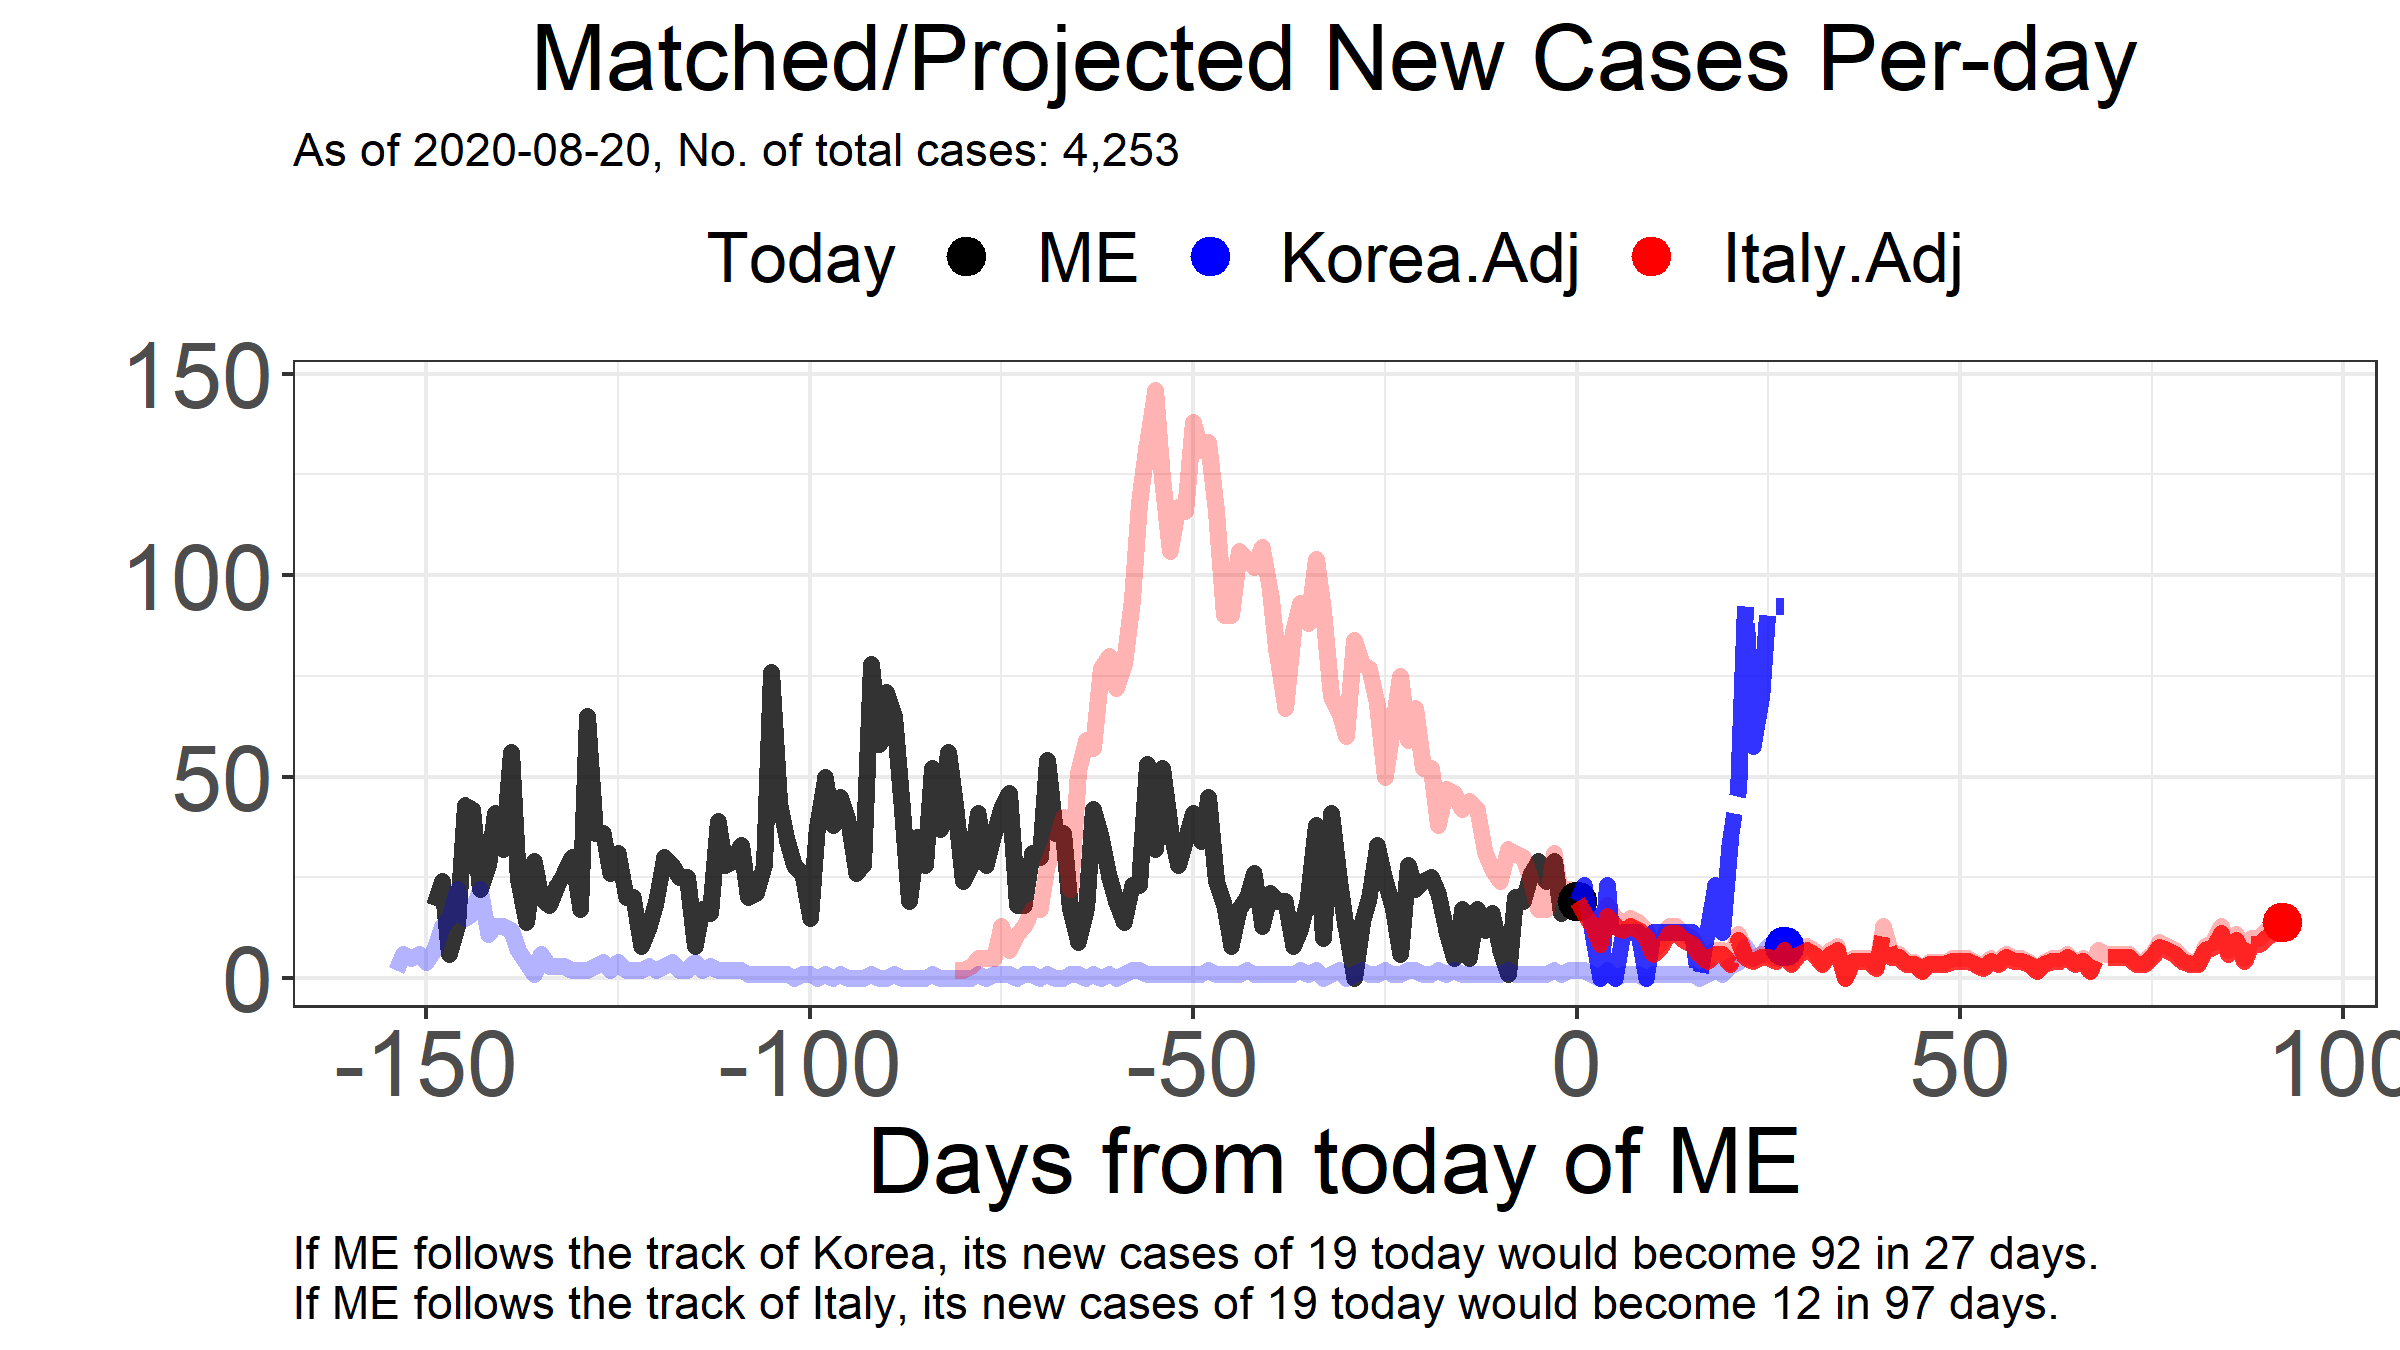 Matched/Projected New Cases Per-day
As of 2020-08-20, No. of total cases: 4,253
Today ME Korea.Adj Italy.Adj
150
100
50
0
-150 -100 -50 0 50 100
Days from today of ME
If ME follows the track of Korea, its new cases of 19 today would become 92 in 27 days.
If ME follows the track of Italy, its new cases of 19 today would become 12 in 97 days.